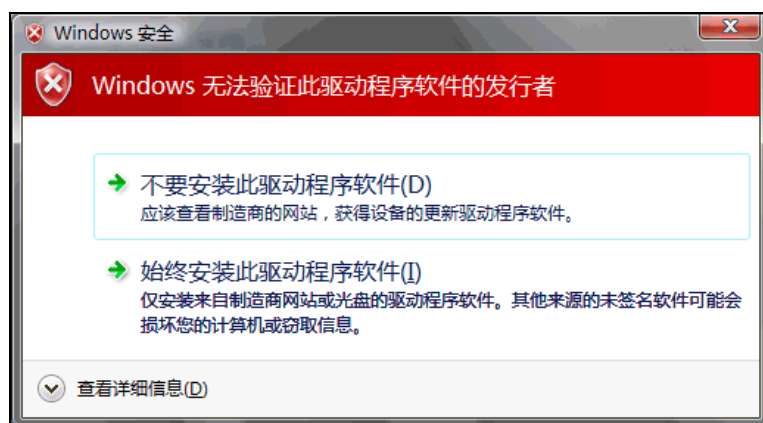 Windows 安全
Windows 无法验证此驱动程序软件的发行者
不要安装此驱动程序软件(D)
应该查看制造商的网站，获得设备的更新驱动程序软件。
始终安装此驱动程序软件(I)
仅安装来自制造商网站或光盘的驱动程序软件。其他来源的未签名软件可能会
损坏您的计算机或窃取信息。
查看详细信息(D)